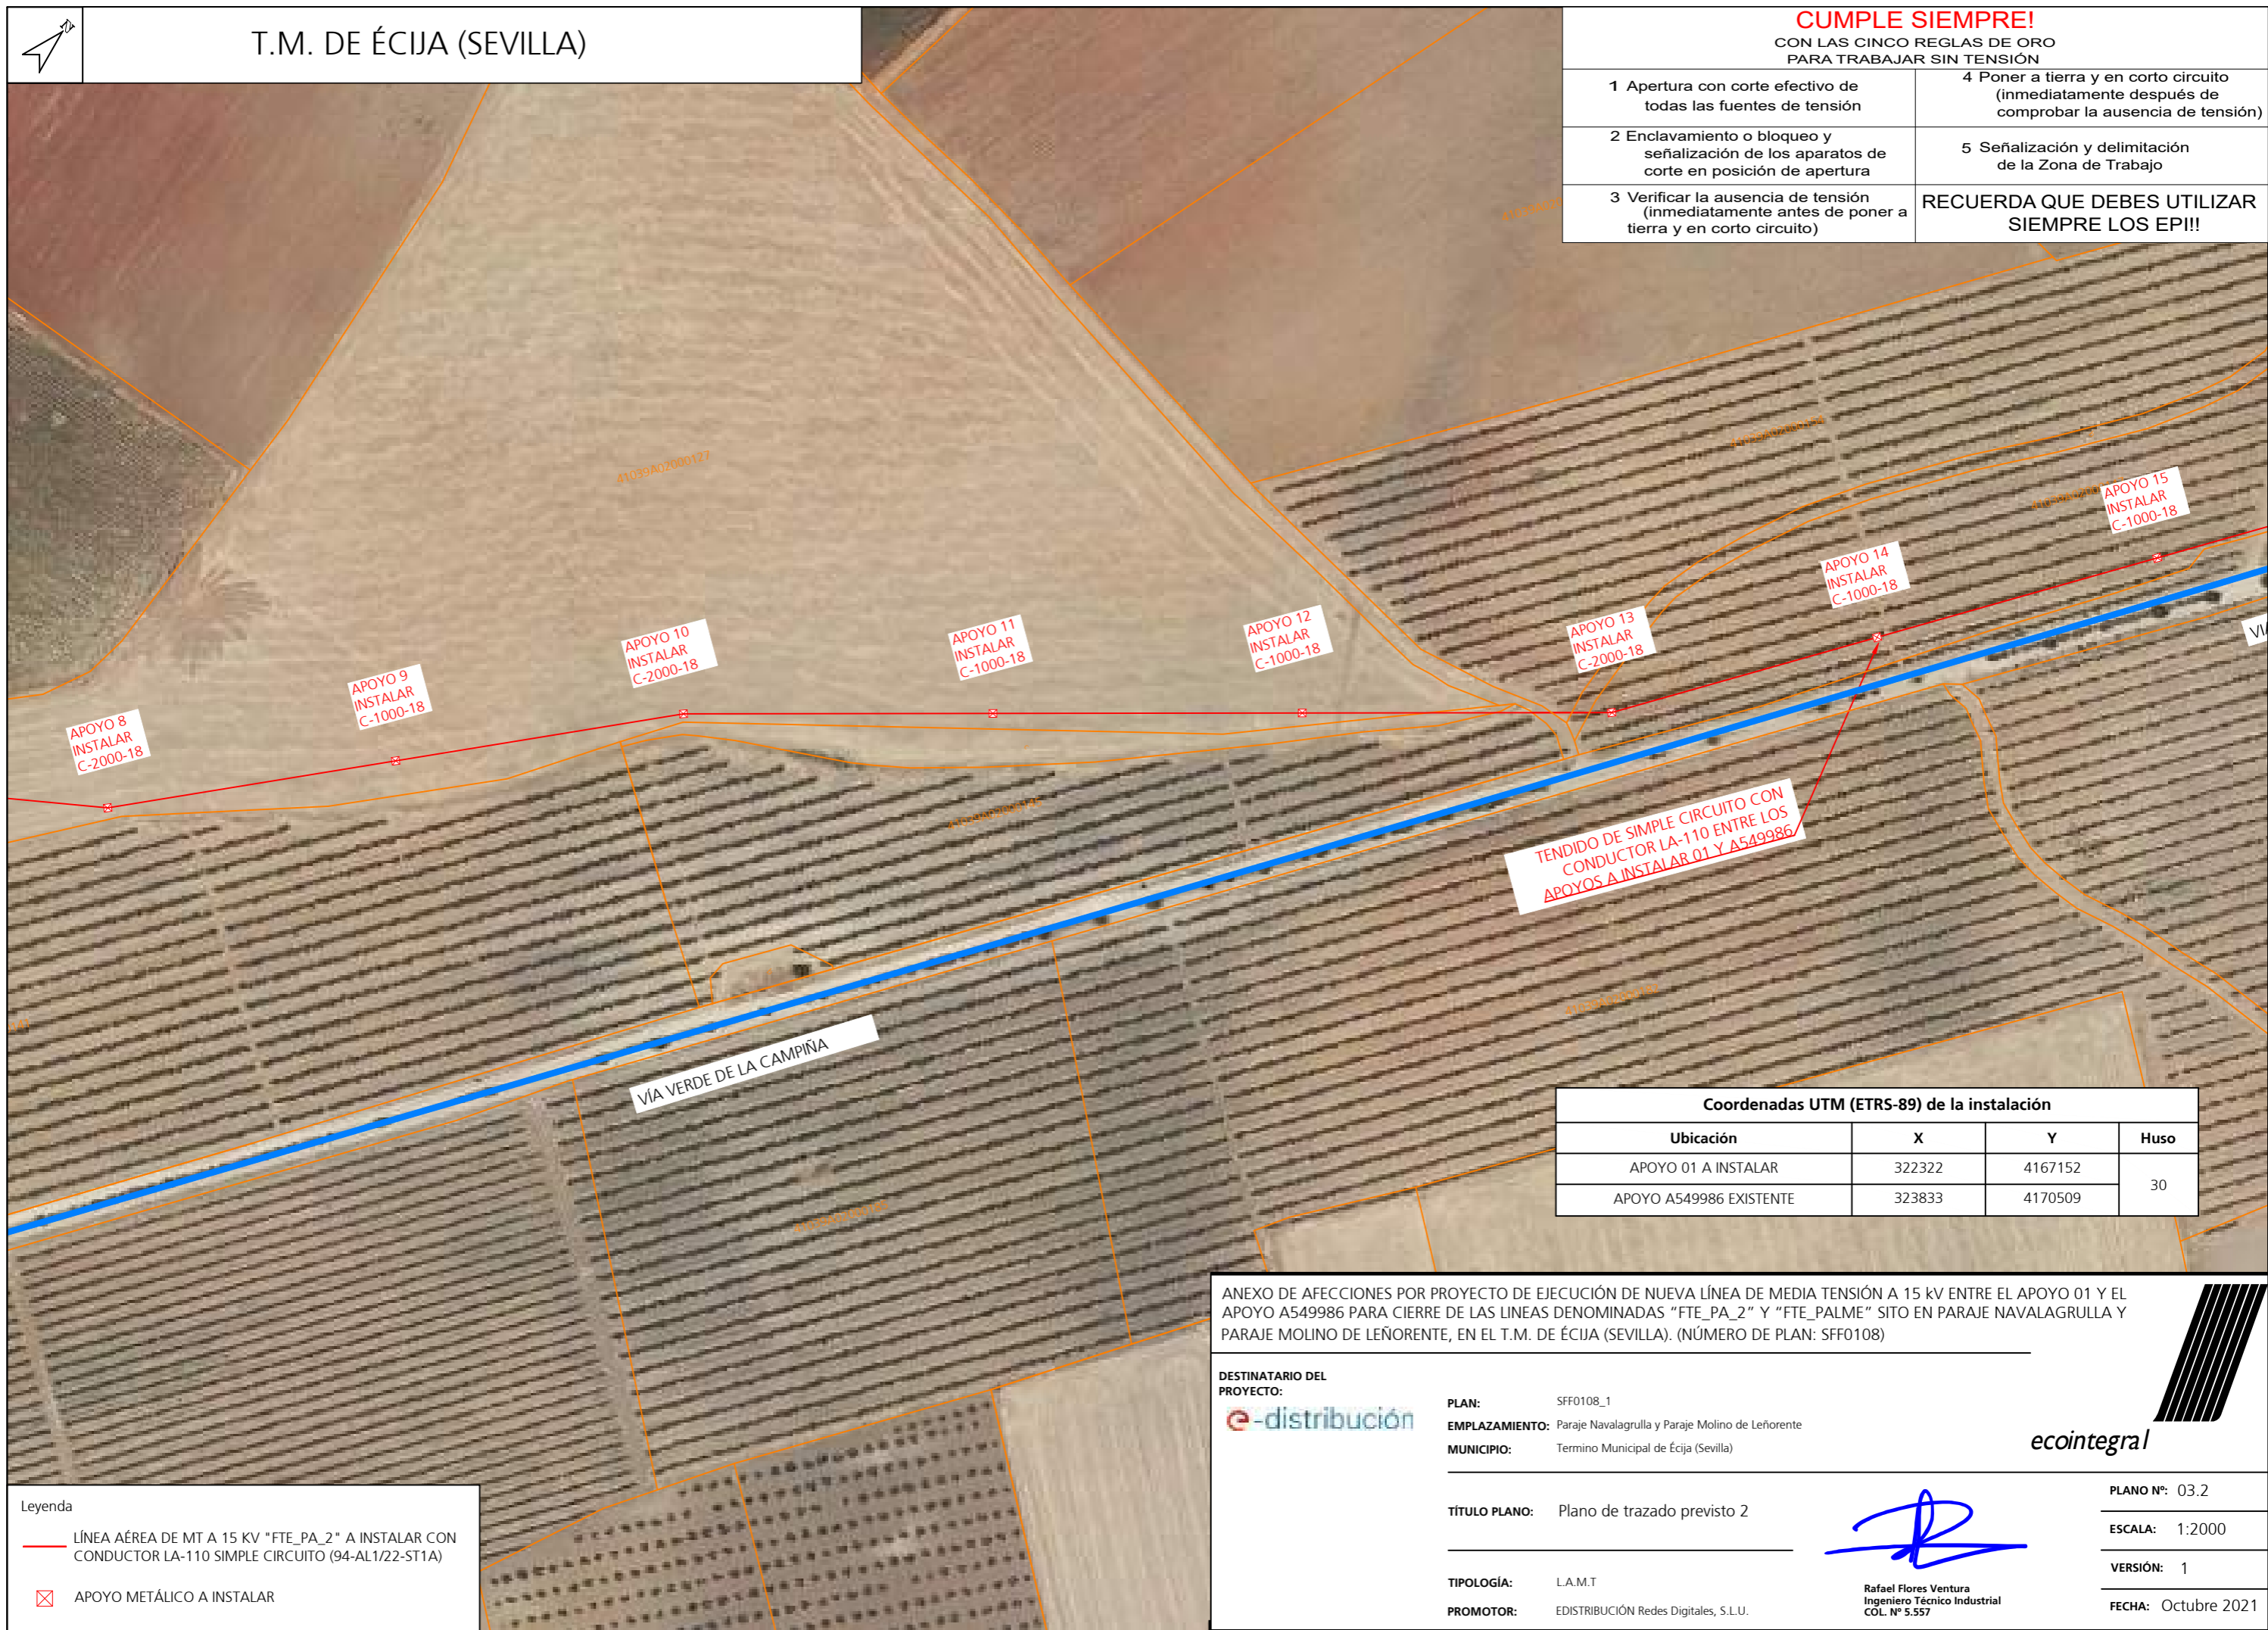 T.M. DE ÉCIJA (SEVILLA)
CUMPLE SIEMPRE!
CON LAS CINCO REGLAS DE ORO
PARA TRABAJAR SIN TENSIÓN
1 Apertura con corte efectivo de
todas las fuentes de tensión
4 Poner a tierra y en corto circuito
(inmediatamente después de
comprobar la ausencia de tensión)
2 Enclavamiento o bloqueo y
señalización de los aparatos de
corte en posición de apertura
5 Señalización y delimitación
de la Zona de Trabajo
3 Verificar la ausencia de tensión
(inmediatamente antes de poner a
tierra y en corto circuito)
RECUERDA QUE DEBES UTILIZAR
SIEMPRE LOS EPI!!
41039A02000127
APOYO 8
INSTALAR
C-2000-18
APOYO 9
INSTALAR
C-1000-18
APOYO 10
INSTALAR
C-2000-18
APOYO 11
INSTALAR
C-1000-18
APOYO 12
INSTALAR
C-1000-18
APOYO 13
INSTALAR
C-2000-18
APOYO 14
INSTALAR
C-1000-18
APOYO 15
INSTALAR
C-1000-18
TENDIDO DE SIMPLE CIRCUITO CON
CONDUCTOR LA-110 ENTRE LOS
APOYOS A INSTALAR 01 Y A549986
VÍA VERDE DE LA CAMPIÑA
Coordenadas UTM (ETRS-89) de la instalación
Ubicación X Y Huso
APOYO 01 A INSTALAR 322322 4167152
30
APOYO A549986 EXISTENTE 323833 4170509
ANEXO DE AFECCIONES POR PROYECTO DE EJECUCIÓN DE NUEVA LÍNEA DE MEDIA TENSIÓN A 15 kV ENTRE EL APOYO 01 Y EL
APOYO A549986 PARA CIERRE DE LAS LINEAS DENOMINADAS "FTE_PA_2" Y "FTE_PALME" SITO EN PARAJE NAVALAGRULLA Y
PARAJE MOLINO DE LEÑORENTE, EN EL T.M. DE ÉCIJA (SEVILLA). (NÚMERO DE PLAN: SFF0108)
DESTINATARIO DEL
PROYECTO:
e-distribución
PLAN: SFF0108_1
EMPLAZAMIENTO: Paraje Navalagrulla y Paraje Molino de Leñorente
MUNICIPIO: Termino Municipal de Écija (Sevilla)
ecointegral
TÍTULO PLANO: Plano de trazado previsto 2
TIPOLOGÍA: L.A.M.T
PROMOTOR: EDISTRIBUCIÓN Redes Digitales, S.L.U.
Rafael Flores Ventura
Ingeniero Técnico Industrial
COL. Nº 5.557
PLANO Nº: 03.2
ESCALA: 1:2000
VERSIÓN: 1
FECHA: Octubre 2021
Leyenda
LÍNEA AÉREA DE MT A 15 KV "FTE_PA_2" A INSTALAR CON
CONDUCTOR LA-110 SIMPLE CIRCUITO (94-AL1/22-ST1A)
APOYO METÁLICO A INSTALAR